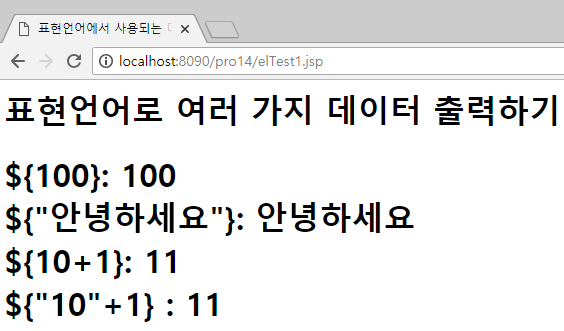 표현언어에서 사용되는
localhost:8090/pro14/elTest1.jsp
표현언어로 여러 가지 데이터 출력하기
${100}: 100
${"안녕하세요"}: 안녕하세요
${10+1}: 11
${"10"+1} : 11